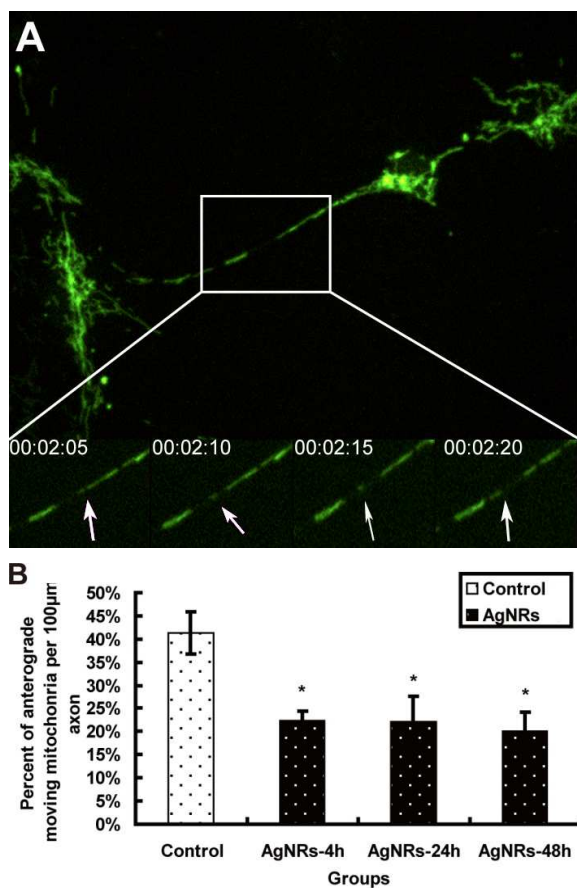 A
00:02:05 00:02:10 00:02:15 00:02:20
B
Percent of anterograde
moving mitochonria per 100µm
axon
50%
45%
40%
35%
30%
25%
20%
15%
10%
5%
0%
Control
AgNRs
* * *
Control AgNRs-4h AgNRs-24h AgNRs-48h
Groups